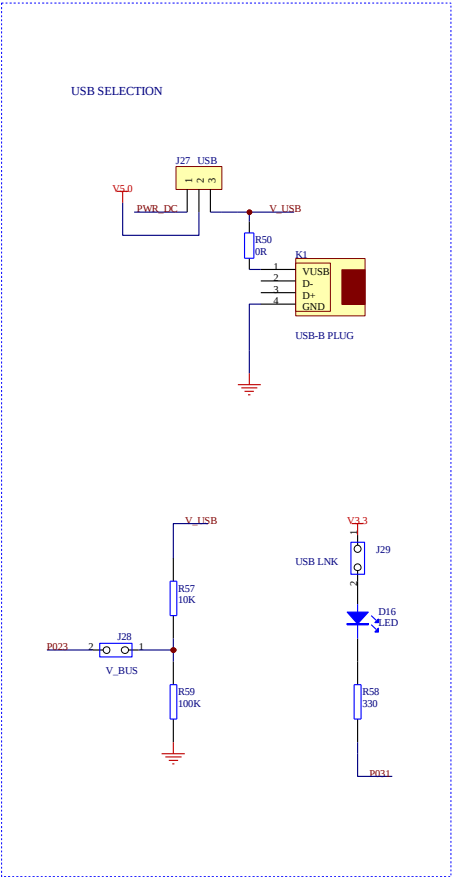 USB SELECTION
J27 USB
1 2 3
V5.0
PWR_DC
V_USB
R50
0R
K1
1 VUSB
2 D-
3 D+
4 GND
USB-B PLUG
V_USB
R57
10K
P023 2 J28 1
V_BUS
R59
100K
V3.3
1
USB LNK J29
2
D16
LED
R58
330
P031